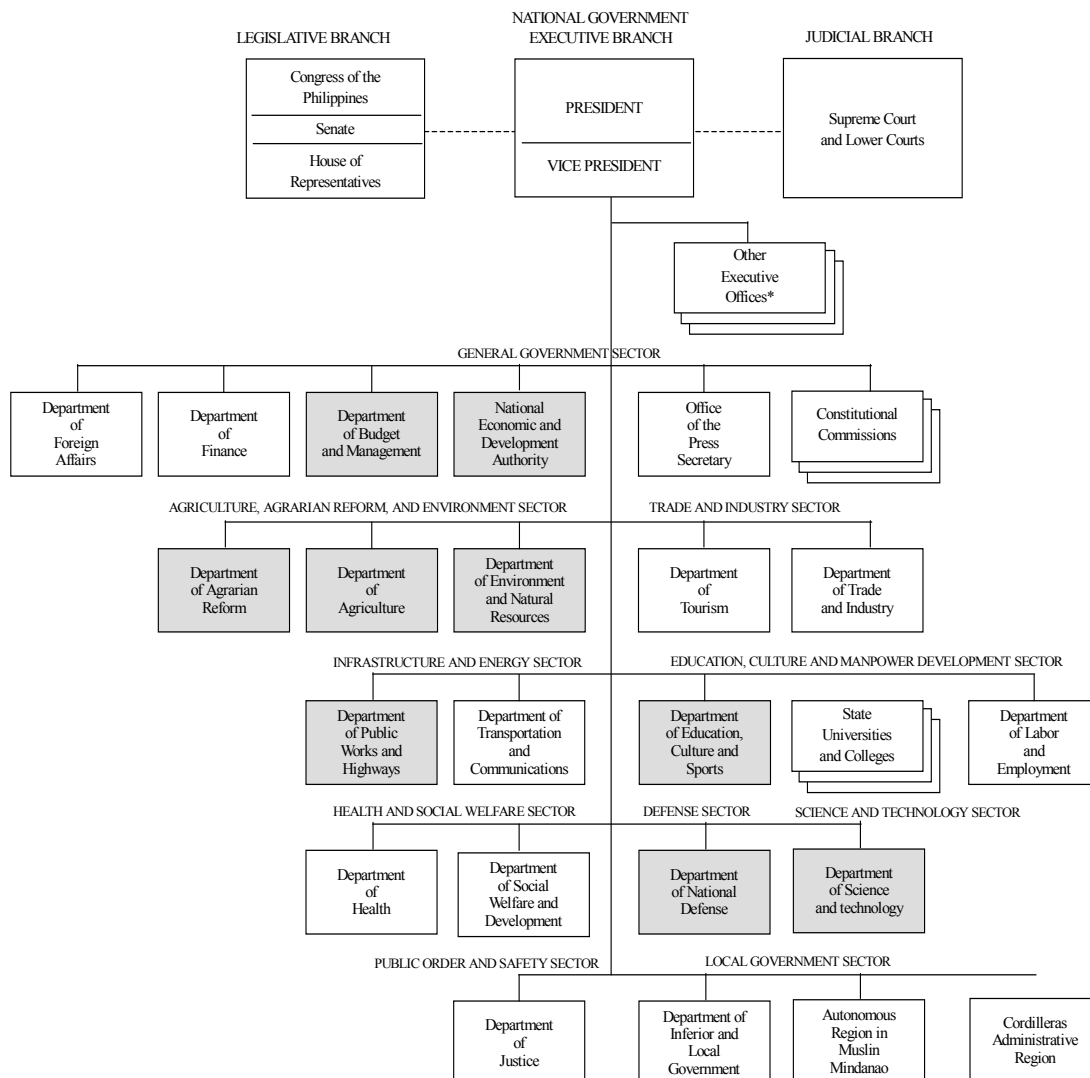 NATIONAL GOVERNMENT
LEGISLATIVE BRANCH
EXECUTIVE BRANCH
JUDICIAL BRANCH
Congress of the
Philippines
Senate
House of
Representatives
PRESIDENT
VICE PRESIDENT
Supreme Court
and Lower Courts
Other
Executive
Offices*
GENERAL GOVERNMENT SECTOR
Department
of
Foreign
Affairs
Department
of
Finance
Department
of Budget
and Management
National
Economic and
Development
Authority
Office
of the
Press
Secretary
Constitutional
Commissions
AGRICULTURE, AGRARIAN REFORM, AND ENVIRONMENT SECTOR
TRADE AND INDUSTRY SECTOR
Department
of Agrarian
Reform
Department
of
Agriculture
Department
of Environment
and Natural
Resources
Department
of
Tourism
Department
of Trade
and Industry
INFRASTRUCTURE AND ENERGY SECTOR
EDUCATION, CULTURE AND MANPOWER DEVELOPMENT SECTOR
Department
of Public
Works and
Highways
Department of
Transportation
and
Communications
Department
of Education,
Culture and
Sports
State
Universities
and Colleges
Department
of Labor
and
Employment
HEALTH AND SOCIAL WELFARE SECTOR
DEFENSE SECTOR
SCIENCE AND TECHNOLOGY SECTOR
Department
of
Health
Department
of Social
Welfare and
Development
Department
of National
Defense
Department
of Science
and technology
PUBLIC ORDER AND SAFETY SECTOR
LOCAL GOVERNMENT SECTOR
Department
of
Justice
Department of
Inferior and
Local
Government
Autonomous
Region in
Muslin
Mindanao
Cordilleras
Administrative
Region